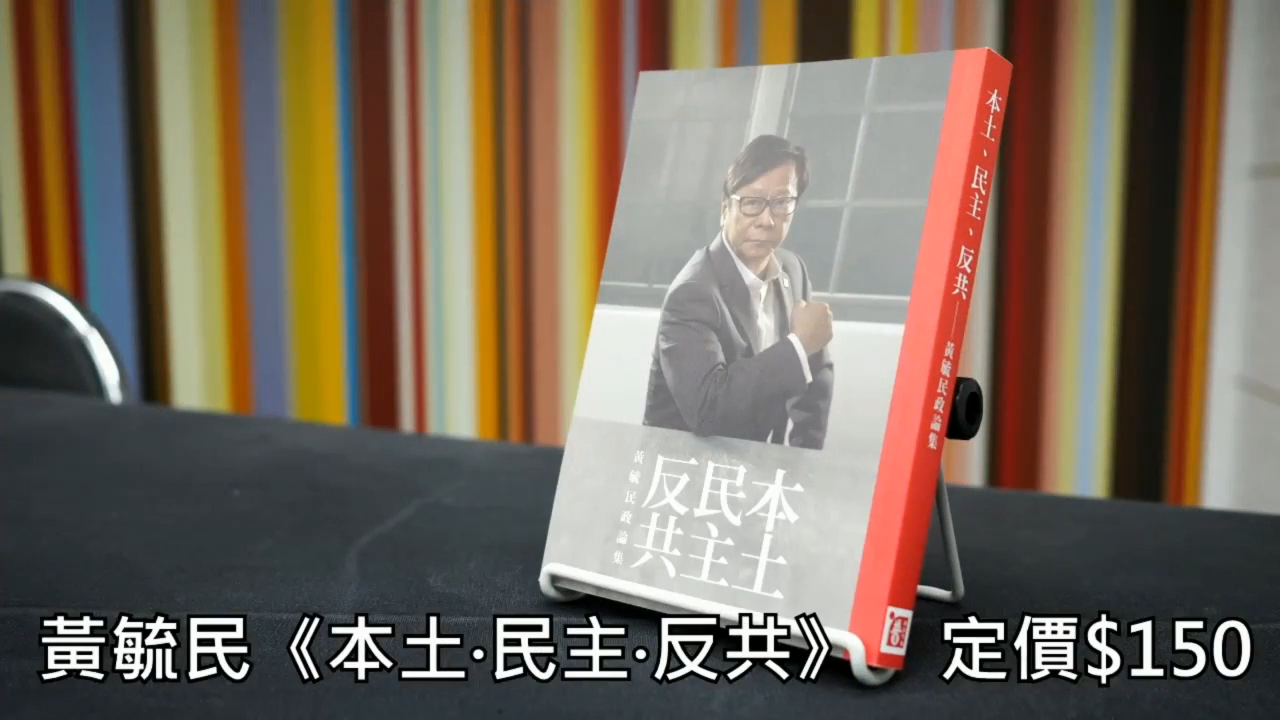 本土、民主、反共──黃毓民政論集
本土
民主
反共
黃毓民政論集
黃毓民《本土·民主·反共》 定價$150